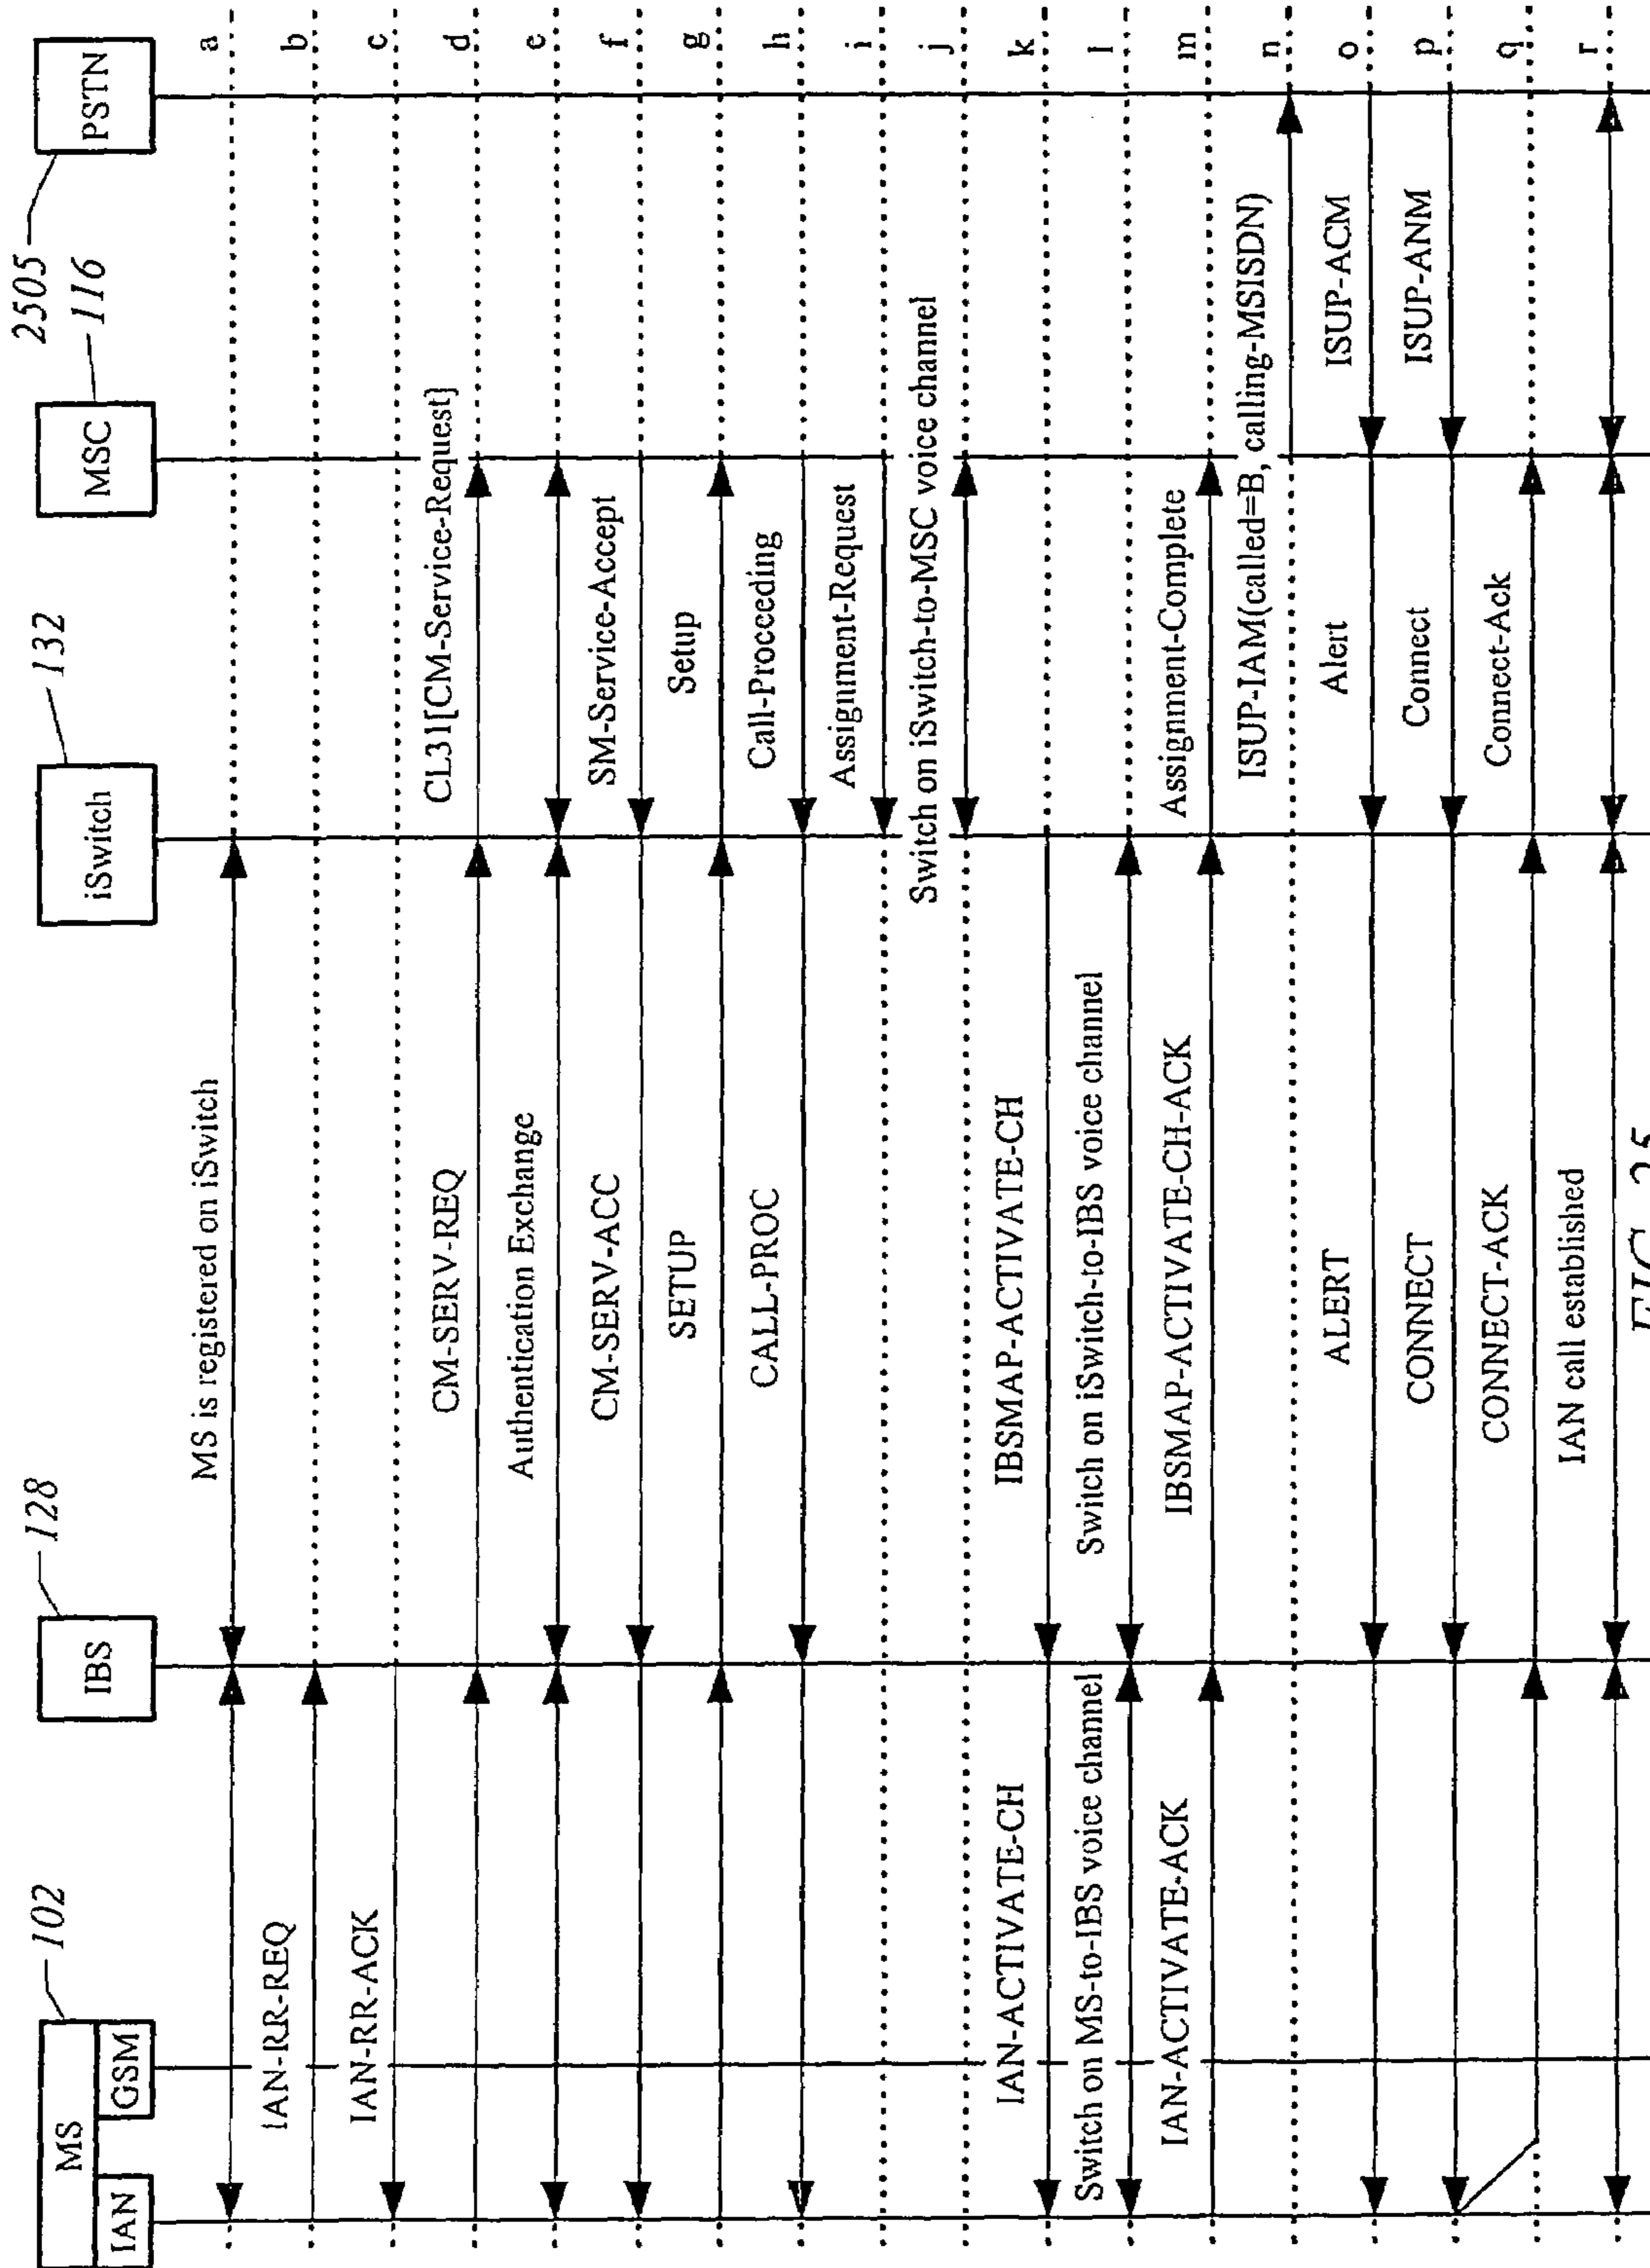 MS
IAN
GSM
102
IBS
128
iSwitch
132
MSC
116
PSTN
2505
MS is registered on iSwitch
a
IAN-RR-REQ
b
IAN-RR-ACK
c
CM-SERV-REQ
CL3I[CM-Service-Request]
d
Authentication Exchange
e
CM-SERV-ACC
SM-Service-Accept
f
SETUP
Setup
g
CALL-PROC
Call-Proceeding
h
Assignment-Request
i
Switch on iSwitch-to-MSC voice channel
j
IAN-ACTIVATE-CH
IBSMAP-ACTIVATE-CH
k
Switch on MS-to-IBS voice channel
Switch on iSwitch-to-IBS voice channel
l
IAN-ACTIVATE-ACK
IBSMAP-ACTIVATE-CH-ACK
Assignment-Complete
m
ISUP-IAM(called=B, calling-MSISDN)
n
ALERT
Alert
ISUP-ACM
o
CONNECT
Connect
ISUP-ANM
p
CONNECT-ACK
Connect-Ack
q
IAN call established
r
FIG. 25